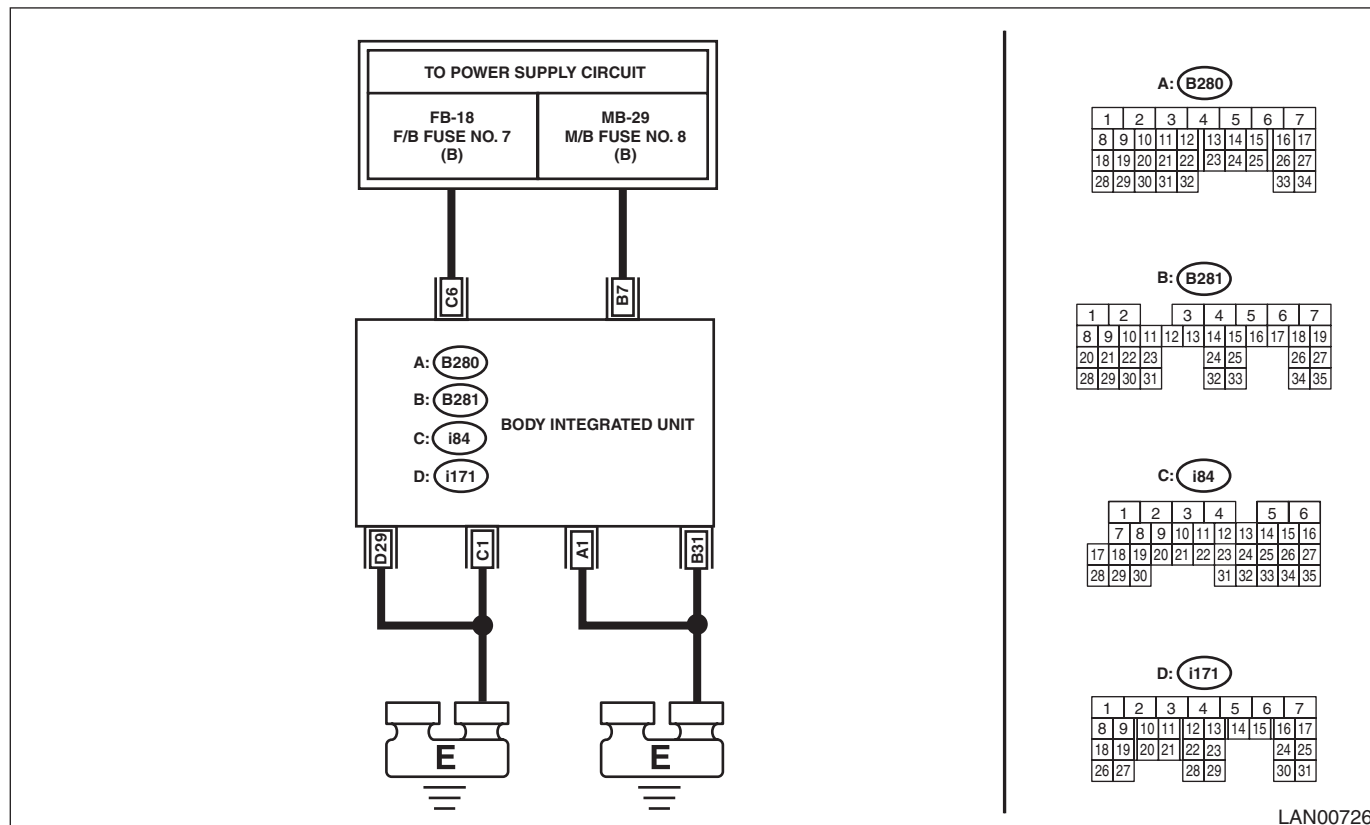 TO POWER SUPPLY CIRCUIT
FB-18
F/B FUSE NO. 7
(B)
MB-29
M/B FUSE NO. 8
(B)
C6
B7
A: B280
B: B281
C: i84
D: i171
BODY INTEGRATED UNIT
D29
C1
A1
B31
E
E
A: B280
1 2 3 4 5 6 7
8 9 10 11 12 13 14 15 16 17
18 19 20 21 22 23 24 25 26 27
28 29 30 31 32 33 34
B: B281
1 2 3 4 5 6 7
8 9 10 11 12 13 14 15 16 17 18 19
20 21 22 23 24 25 26 27
28 29 30 31 32 33 34 35
C: i84
1 2 3 4 5 6
7 8 9 10 11 12 13 14 15 16
17 18 19 20 21 22 23 24 25 26 27
28 29 30 31 32 33 34 35
D: i171
1 2 3 4 5 6 7
8 9 10 11 12 13 14 15 16 17
18 19 20 21 22 23 24 25
26 27 28 29 30 31
LAN00726